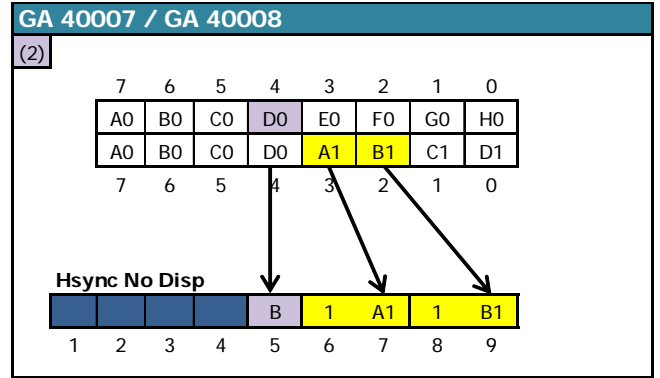 GA 40007 / GA 40008
(2)
7 6 5 4 3 2 1 0
A0 B0 C0 D0 E0 F0 G0 H0
A0 B0 C0 D0 A1 B1 C1 D1
7 6 5 4 3 2 1 0
Hsync No Disp
B 1 A1 1 B1
1 2 3 4 5 6 7 8 9